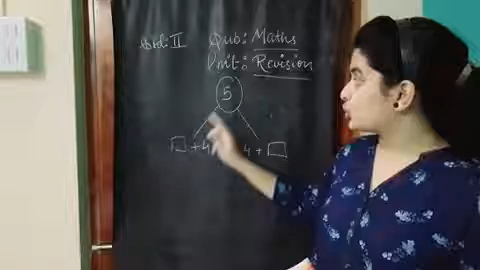 Std: II Sub: Maths
Unit: Revision
5
□ + 4 4 + □